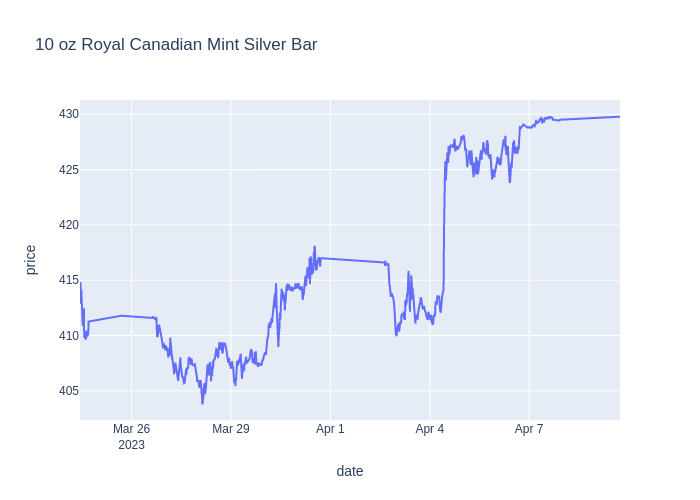 10 oz Royal Canadian Mint Silver Bar
430
425
420
415
410
405
price
Mar 26
2023
Mar 29
Apr 1
Apr 4
Apr 7
date